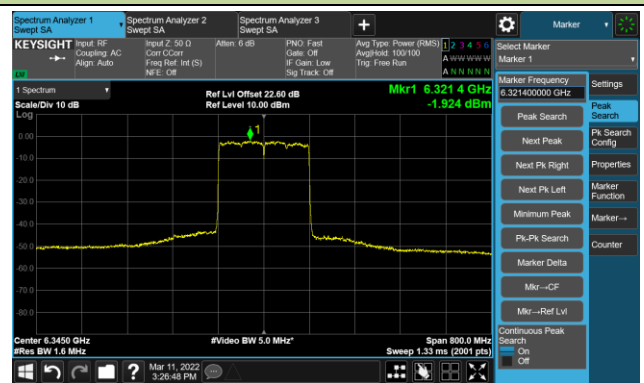 Spectrum Analyzer 1
Swept SA
Spectrum Analyzer 2
Swept SA
Spectrum Analyzer 3
Swept SA
+
Marker
KEYSIGHT
Input: RF
Coupling: AC
Align: Auto
Input Z: 50 Ω
Corr CCorr
Freq Ref: Int (S)
NFE: Off
Atten: 6 dB
PNO: Fast
Gate: Off
IF Gain: Low
Sig Track: Off
Avg Type: Power (RMS)
Avg|Hold: 100/100
Trig: Free Run
1 2 3 4 5 6
A W W W W W
A N N N N N
LW
Select Marker
Marker 1
1 Spectrum
Scale/Div 10 dB
Log
Ref Lvl Offset 22.60 dB
Ref Level 10.00 dBm
Mkr1 6.321 4 GHz
-1.924 dBm
1
0.00
-10.0
-20.0
-30.0
-40.0
-50.0
-60.0
-70.0
-80.0
Center 6.3450 GHz
#Res BW 1.6 MHz
#Video BW 5.0 MHz*
Span 800.0 MHz
Sweep 1.33 ms (2001 pts)
Marker Frequency
6.321400000 GHz
Peak Search
Next Peak
Next Pk Right
Next Pk Left
Minimum Peak
Pk-Pk Search
Marker Delta
Mkr→CF
Mkr→Ref Lvl
Continuous Peak
Search
On
Off
Settings
Peak
Search
Pk Search
Config
Properties
Marker
Function
Marker→
Counter
?
Mar 11, 2022
3:26:48 PM